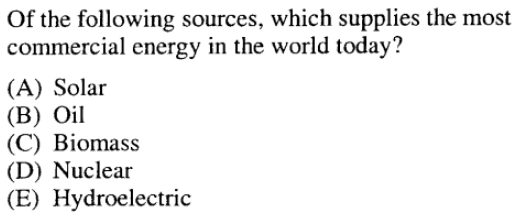 Of the following sources, which supplies the most
commercial energy in the world today?
(A) Solar
(B) Oil
(C) Biomass
(D) Nuclear
(E) Hydroelectric